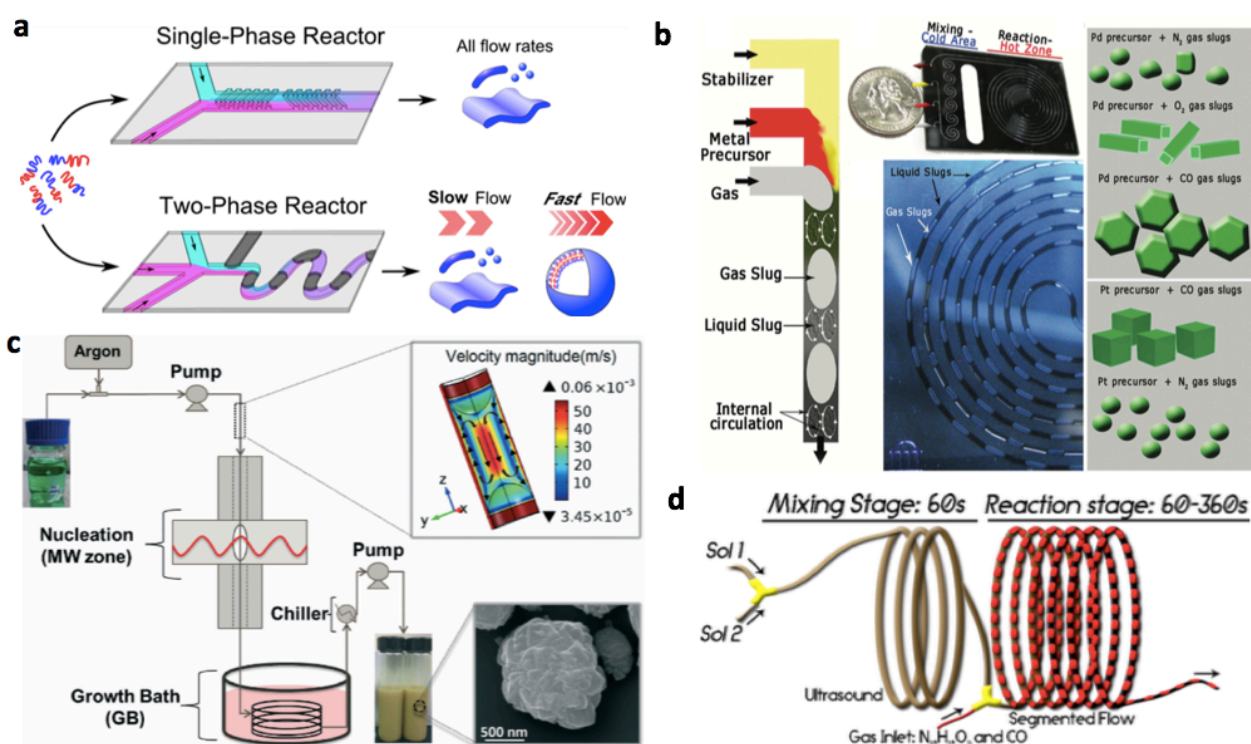 a
Single-Phase Reactor
All flow rates
Two-Phase Reactor
Slow Flow
Fast Flow
b
Stabilizer
Metal
Precursor
Gas
Gas Slug
Liquid Slug
Internal
circulation
Mixing -
Cold Area
Reaction-
Hot Zone
Liquid Slugs
Gas Slugs
Pd precursor + N₂ gas slugs
Pd precursor + O₂ gas slugs
Pd precursor + CO gas slugs
Pt precursor + CO gas slugs
Pt precursor + N₂ gas slugs
c
Argon
Pump
Velocity magnitude(m/s)
▲ 0.06 ×10⁻³
50
40
30
20
10
▼ 3.45×10⁻⁵
z
y
x
Nucleation
(MW zone)
Pump
Chiller
Growth Bath
(GB)
500 nm
d
Mixing Stage: 60s
Reaction stage: 60-360s
Sol 1
Sol 2
Ultrasound
Segmented Flow
Gas Inlet: N₂, H₂, O₂ and CO